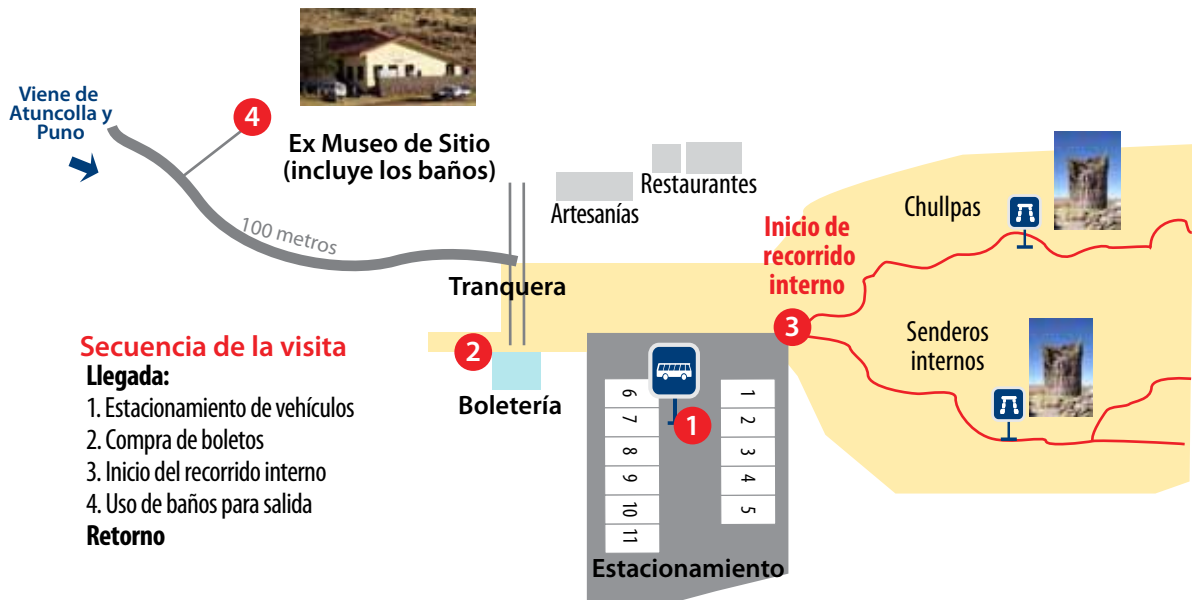 Viene de
Atuncolla y
Puno
4
Ex Museo de Sitio
(incluye los baños)
100 metros
Artesanías
Restaurantes
Tranquera
Inicio de
recorrido
interno
3
Chullpas
Senderos
internos
2
Boletería
1
6
7
8
9
10
11
1
2
3
4
5
Estacionamiento
Secuencia de la visita
Llegada:
1. Estacionamiento de vehículos
2. Compra de boletos
3. Inicio del recorrido interno
4. Uso de baños para salida
Retorno